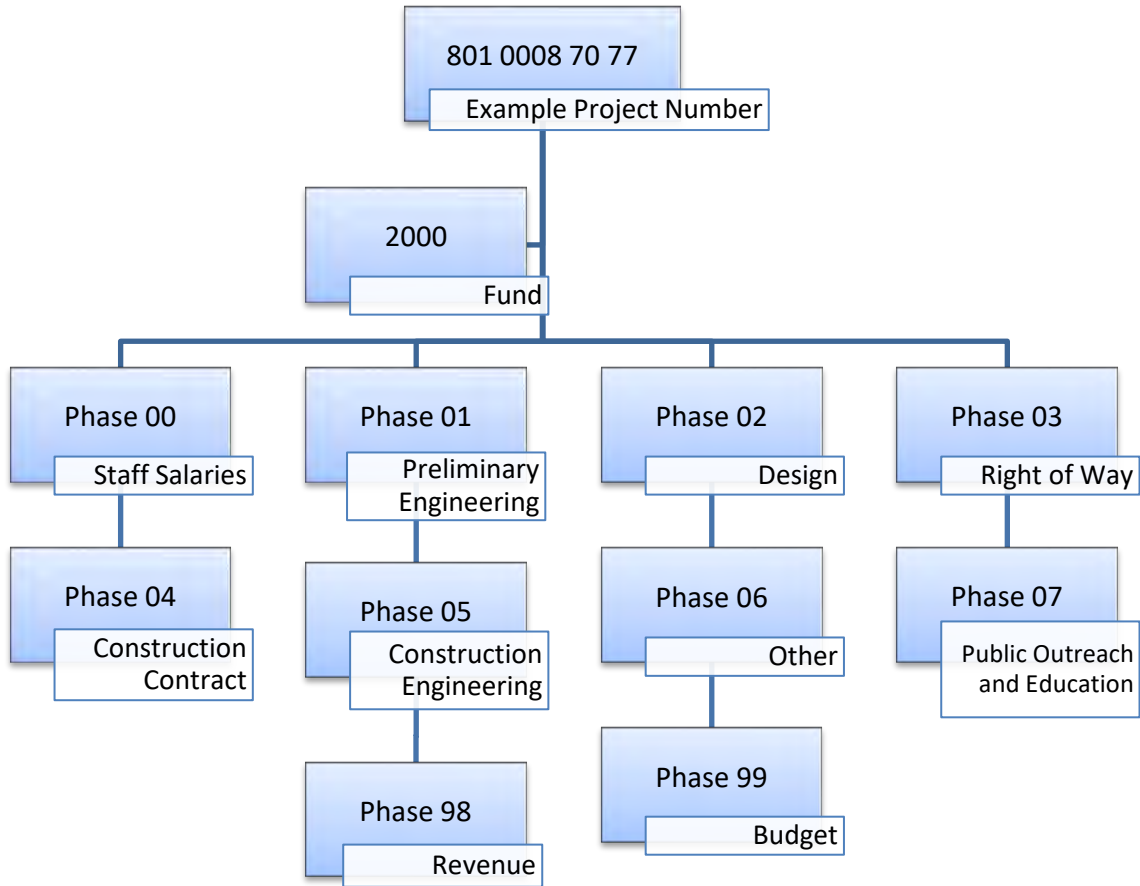 801 0008 70 77
Example Project Number
2000
Fund
Phase 00
Staff Salaries
Phase 01
Preliminary
Engineering
Phase 02
Design
Phase 03
Right of Way
Phase 04
Construction
Contract
Phase 05
Construction
Engineering
Phase 06
Other
Phase 07
Public Outreach
and Education
Phase 98
Revenue
Phase 99
Budget